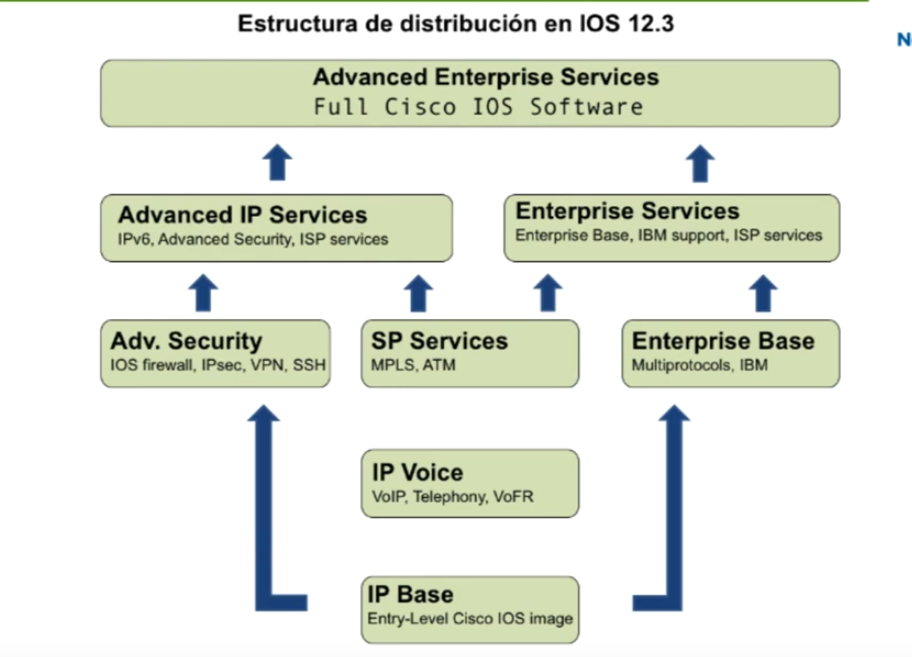 Estructura de distribución en IOS 12.3
Advanced Enterprise Services
Full Cisco IOS Software
Advanced IP Services
IPv6, Advanced Security, ISP services
Enterprise Services
Enterprise Base, IBM support, ISP services
Adv. Security
IOS firewall, IPsec, VPN, SSH
SP Services
MPLS, ATM
Enterprise Base
Multiprotocols, IBM
IP Voice
VoIP, Telephony, VoFR
IP Base
Entry-Level Cisco IOS image